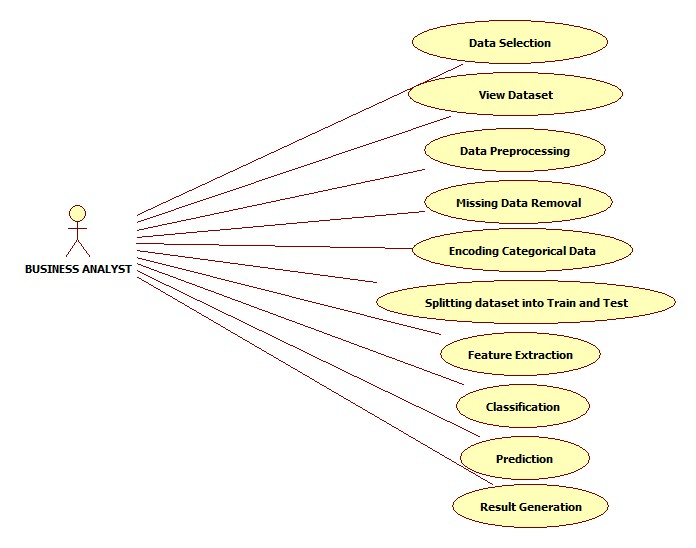 Data Selection
View Dataset
Data Preprocessing
Missing Data Removal
Encoding Categorical Data
BUSINESS ANALYST
Splitting dataset into Train and Test
Feature Extraction
Classification
Prediction
Result Generation